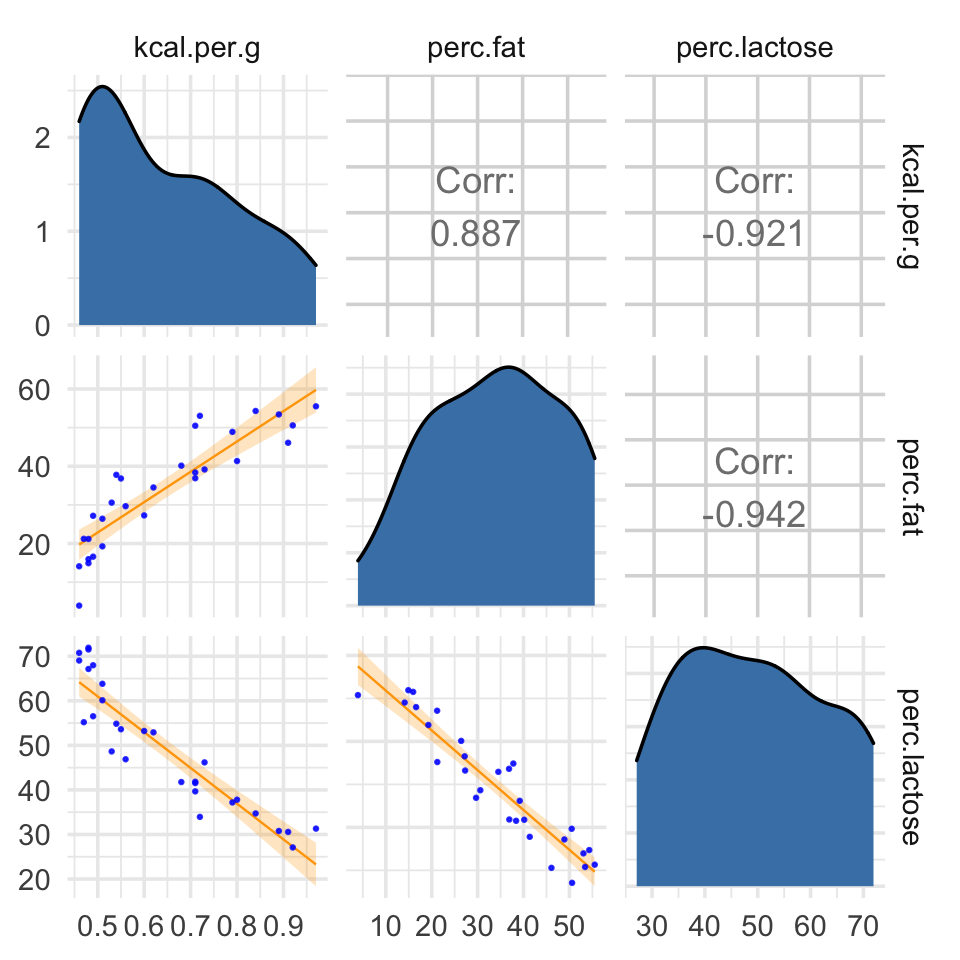 kcal.per.g perc.fat perc.lactose
2
1
0
Corr:
0.887
Corr:
-0.921
kcal.per.g
60
40
20
Corr:
-0.942
perc.fat
70
60
50
40
30
20
perc.lactose
0.5 0.6 0.7 0.8 0.9 10 20 30 40 50 30 40 50 60 70